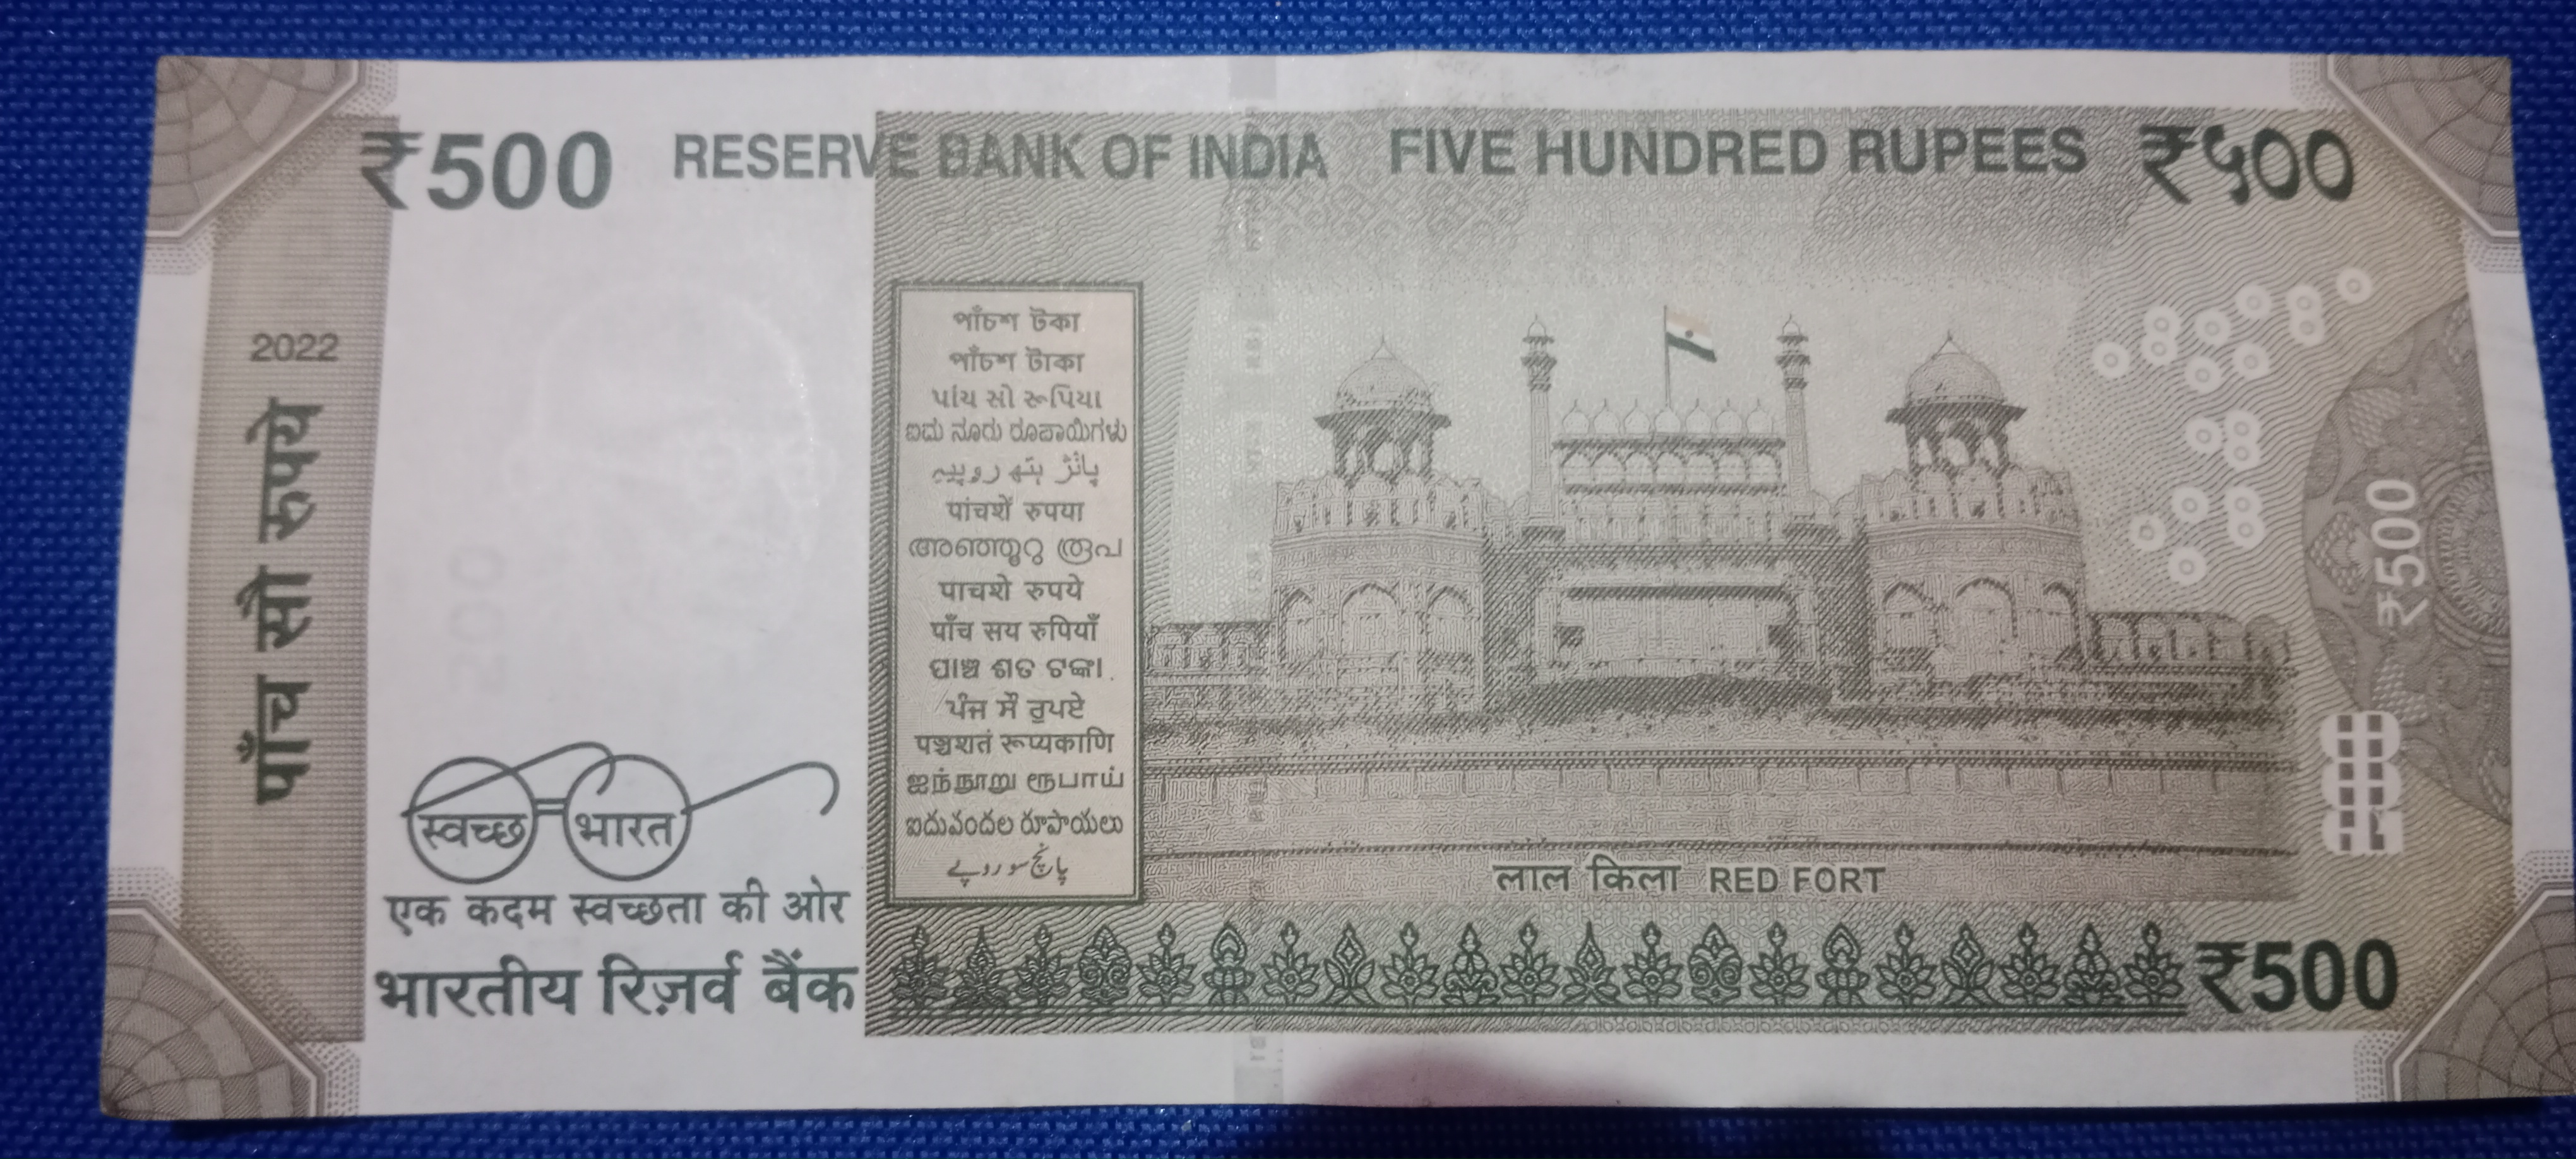 ₹500 RESERVE BANK OF INDIA FIVE HUNDRED RUPEES ₹५००
2022
पाँच सौ रुपये
পাঁচশ টকা
পাঁচশ টাকা
પાંચ સો રૂપિયા
ಐದು ನೂರು ರೂಪಾಯಿಗಳು
پانژ ہتھ روپیہ
पांचशें रुपया
അഞ്ഞൂറു രൂപ
पाचशे रुपये
पाँच सय रुपियाँ
ପାଞ୍ଚ ଶତ ଟଙ୍କା
ਪੰਜ ਸੌ ਰੁਪਏ
पञ्चशतं रूप्यकाणि
ஐந்நூறு ரூபாய்
ఐదువందల రూపాయలు
پانچ سو روپے
₹500
स्वच्छ भारत
एक कदम स्वच्छता की ओर
भारतीय रिज़र्व बैंक
लाल किला RED FORT
₹500